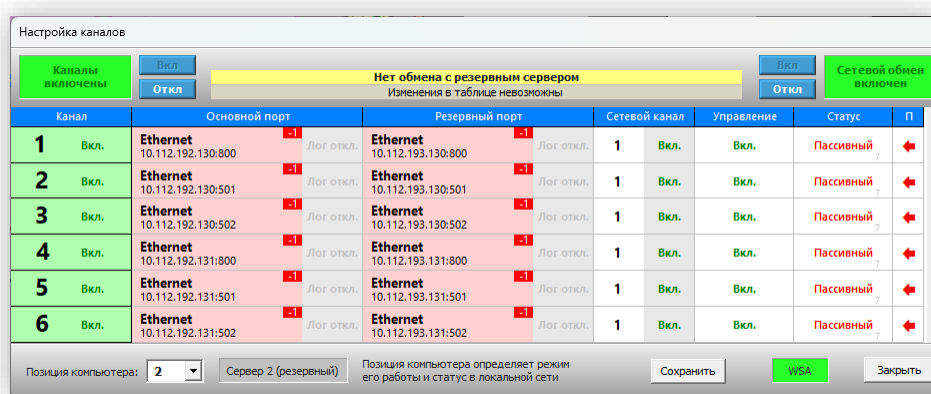 Настройка каналов
Каналы включены
Вкл
Откл
Нет обмена с резервным сервером
Изменения в таблице невозможны
Вкл
Откл
Сетевой обмен включен
Канал Основной порт Резервный порт Сетевой канал Управление Статус П
1 Вкл. Ethernet -1 Лог откл. Ethernet -1 Лог откл. 1 Вкл. Вкл. Пассивный
10.112.192.130:800 10.112.193.130:800 7
2 Вкл. Ethernet -1 Лог откл. Ethernet -1 Лог откл. 1 Вкл. Вкл. Пассивный
10.112.192.130:501 10.112.193.130:501 7
3 Вкл. Ethernet -1 Лог откл. Ethernet -1 Лог откл. 1 Вкл. Вкл. Пассивный
10.112.192.130:502 10.112.193.130:502 7
4 Вкл. Ethernet -1 Лог откл. Ethernet -1 Лог откл. 1 Вкл. Вкл. Пассивный
10.112.192.131:800 10.112.193.131:800 7
5 Вкл. Ethernet -1 Лог откл. Ethernet -1 Лог откл. 1 Вкл. Вкл. Пассивный
10.112.192.131:501 10.112.193.131:501 7
6 Вкл. Ethernet -1 Лог откл. Ethernet -1 Лог откл. 1 Вкл. Вкл. Пассивный
10.112.192.131:502 10.112.193.131:502 7
Позиция компьютера: 2 Сервер 2 (резервный)
Позиция компьютера определяет режим
его работы и статус в локальной сети
Сохранить WSA Закрыть